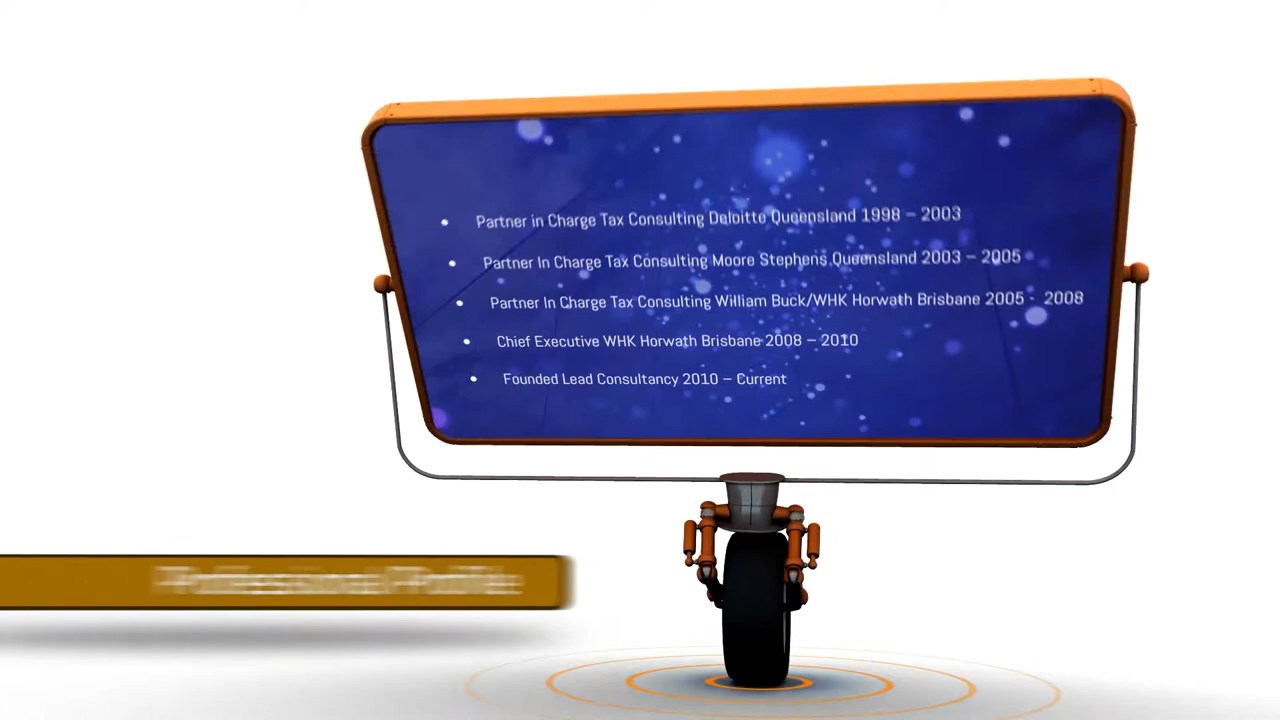 • Partner in Charge Tax Consulting Deloitte Queensland 1998 – 2003
• Partner In Charge Tax Consulting Moore Stephens Queensland 2003 – 2005
• Partner In Charge Tax Consulting William Buck/WHK Horwath Brisbane 2005 - 2008
• Chief Executive WHK Horwath Brisbane 2008 – 2010
• Founded Lead Consultancy 2010 – Current
Professional Profile